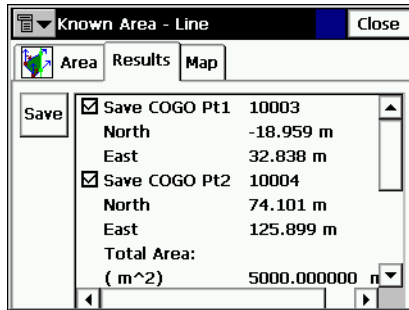 Known Area - Line Close
Area Results Map
Save
Save COGO Pt1 10003
North -18.959 m
East 32.838 m
Save COGO Pt2 10004
North 74.101 m
East 125.899 m
Total Area:
( m^2) 5000.000000